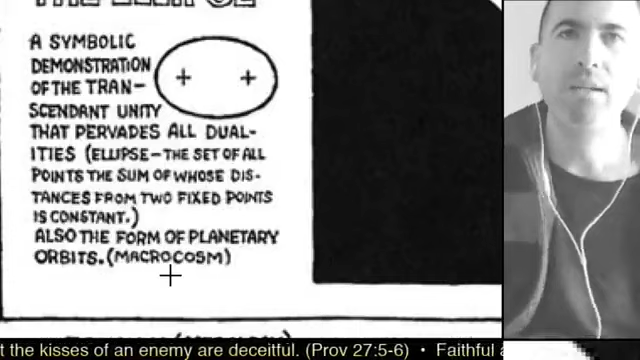 THE ELLIPSE
A SYMBOLIC
DEMONSTRATION
OF THE TRAN-
SCENDANT UNITY
THAT PERVADES ALL DUAL-
ITIES (ELLIPSE-THE SET OF ALL
POINTS THE SUM OF WHOSE DIS-
TANCES FROM TWO FIXED POINTS
IS CONSTANT.)
ALSO THE FORM OF PLANETARY
ORBITS. (MACROCOSM)
t the kisses of an enemy are deceitful. (Prov 27:5-6) • Faithful a